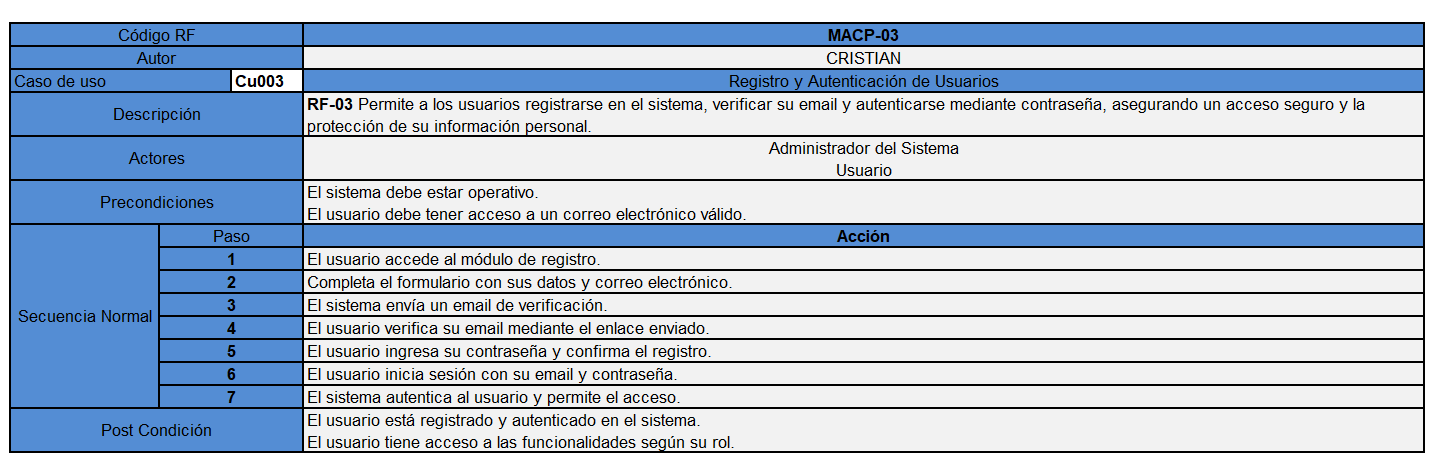 Código RF MACP-03
Autor CRISTIAN
Caso de uso Cu003 Registro y Autenticación de Usuarios
Descripción
RF-03 Permite a los usuarios registrarse en el sistema, verificar su email y autenticarse mediante contraseña, asegurando un acceso seguro y la
protección de su información personal.
Actores
Administrador del Sistema
Usuario
Precondiciones
El sistema debe estar operativo.
El usuario debe tener acceso a un correo electrónico válido.
Secuencia Normal
Paso Acción
1 El usuario accede al módulo de registro.
2 Completa el formulario con sus datos y correo electrónico.
3 El sistema envía un email de verificación.
4 El usuario verifica su email mediante el enlace enviado.
5 El usuario ingresa su contraseña y confirma el registro.
6 El usuario inicia sesión con su email y contraseña.
7 El sistema autentica al usuario y permite el acceso.
Post Condición
El usuario está registrado y autenticado en el sistema.
El usuario tiene acceso a las funcionalidades según su rol.